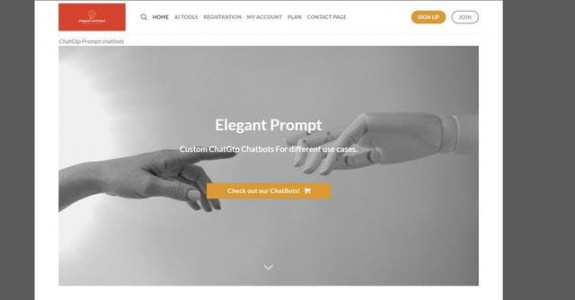 elegant prompt
HOME AI TOOLS REGISTRATION MY ACCOUNT PLAN CONTACT PAGE
SIGN UP
JOIN
ChatGtp Prompt chatbots
Elegant Prompt
Custom ChatGtp Chatbots For different use cases.
Check out our ChatBots!